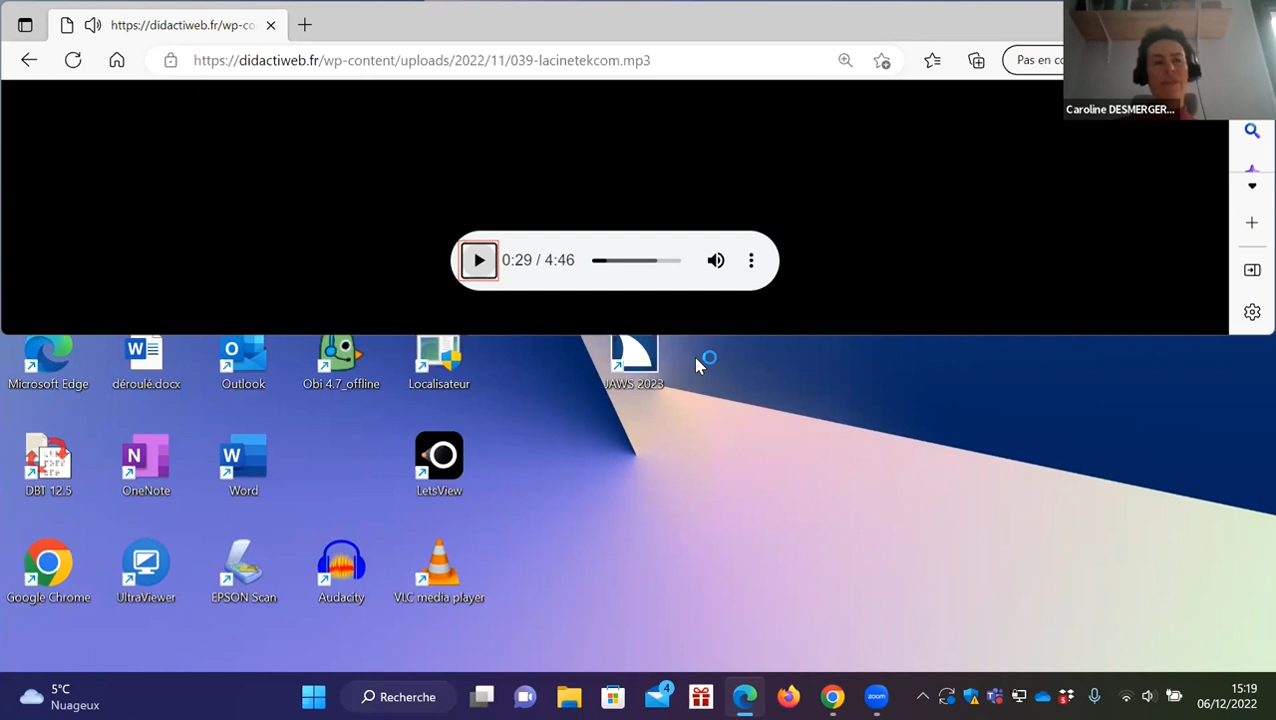 https://didactiweb.fr/wp-co
https://didactiweb.fr/wp-content/uploads/2022/11/039-lacinetekcom.mp3
Pas en co
Caroline DESMERGER...
0:29 / 4:46
Microsoft Edge
déroulé.docx
Outlook
Obi 4.7_offline
Localisateur
JAWS 2023
DBT 12.5
OneNote
Word
LetsView
Google Chrome
UltraViewer
EPSON Scan
Audacity
VLC media player
5°C
Nuageux
Recherche
4
15:19
06/12/2022